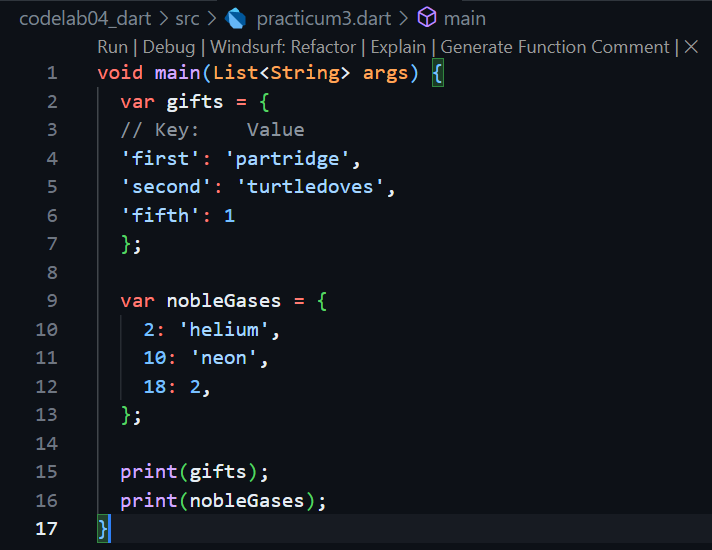 codelab04_dart > src > practicum3.dart > main
Run | Debug | Windsurf: Refactor | Explain | Generate Function Comment | ×
1 void main(List<String> args) {
2   var gifts = {
3   // Key:    Value
4   'first': 'partridge',
5   'second': 'turtledoves',
6   'fifth': 1
7   };
8
9   var nobleGases = {
10     2: 'helium',
11     10: 'neon',
12     18: 2,
13   };
14
15   print(gifts);
16   print(nobleGases);
17 }